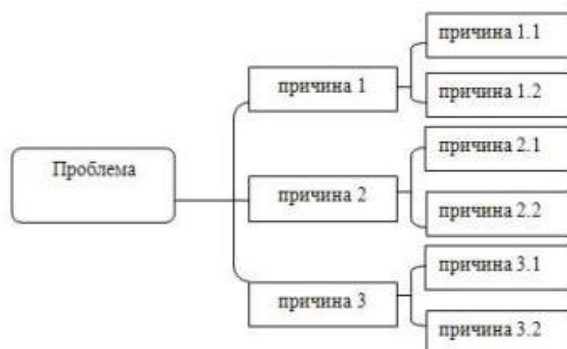 Проблема
причина 1
причина 1.1
причина 1.2
причина 2
причина 2.1
причина 2.2
причина 3
причина 3.1
причина 3.2